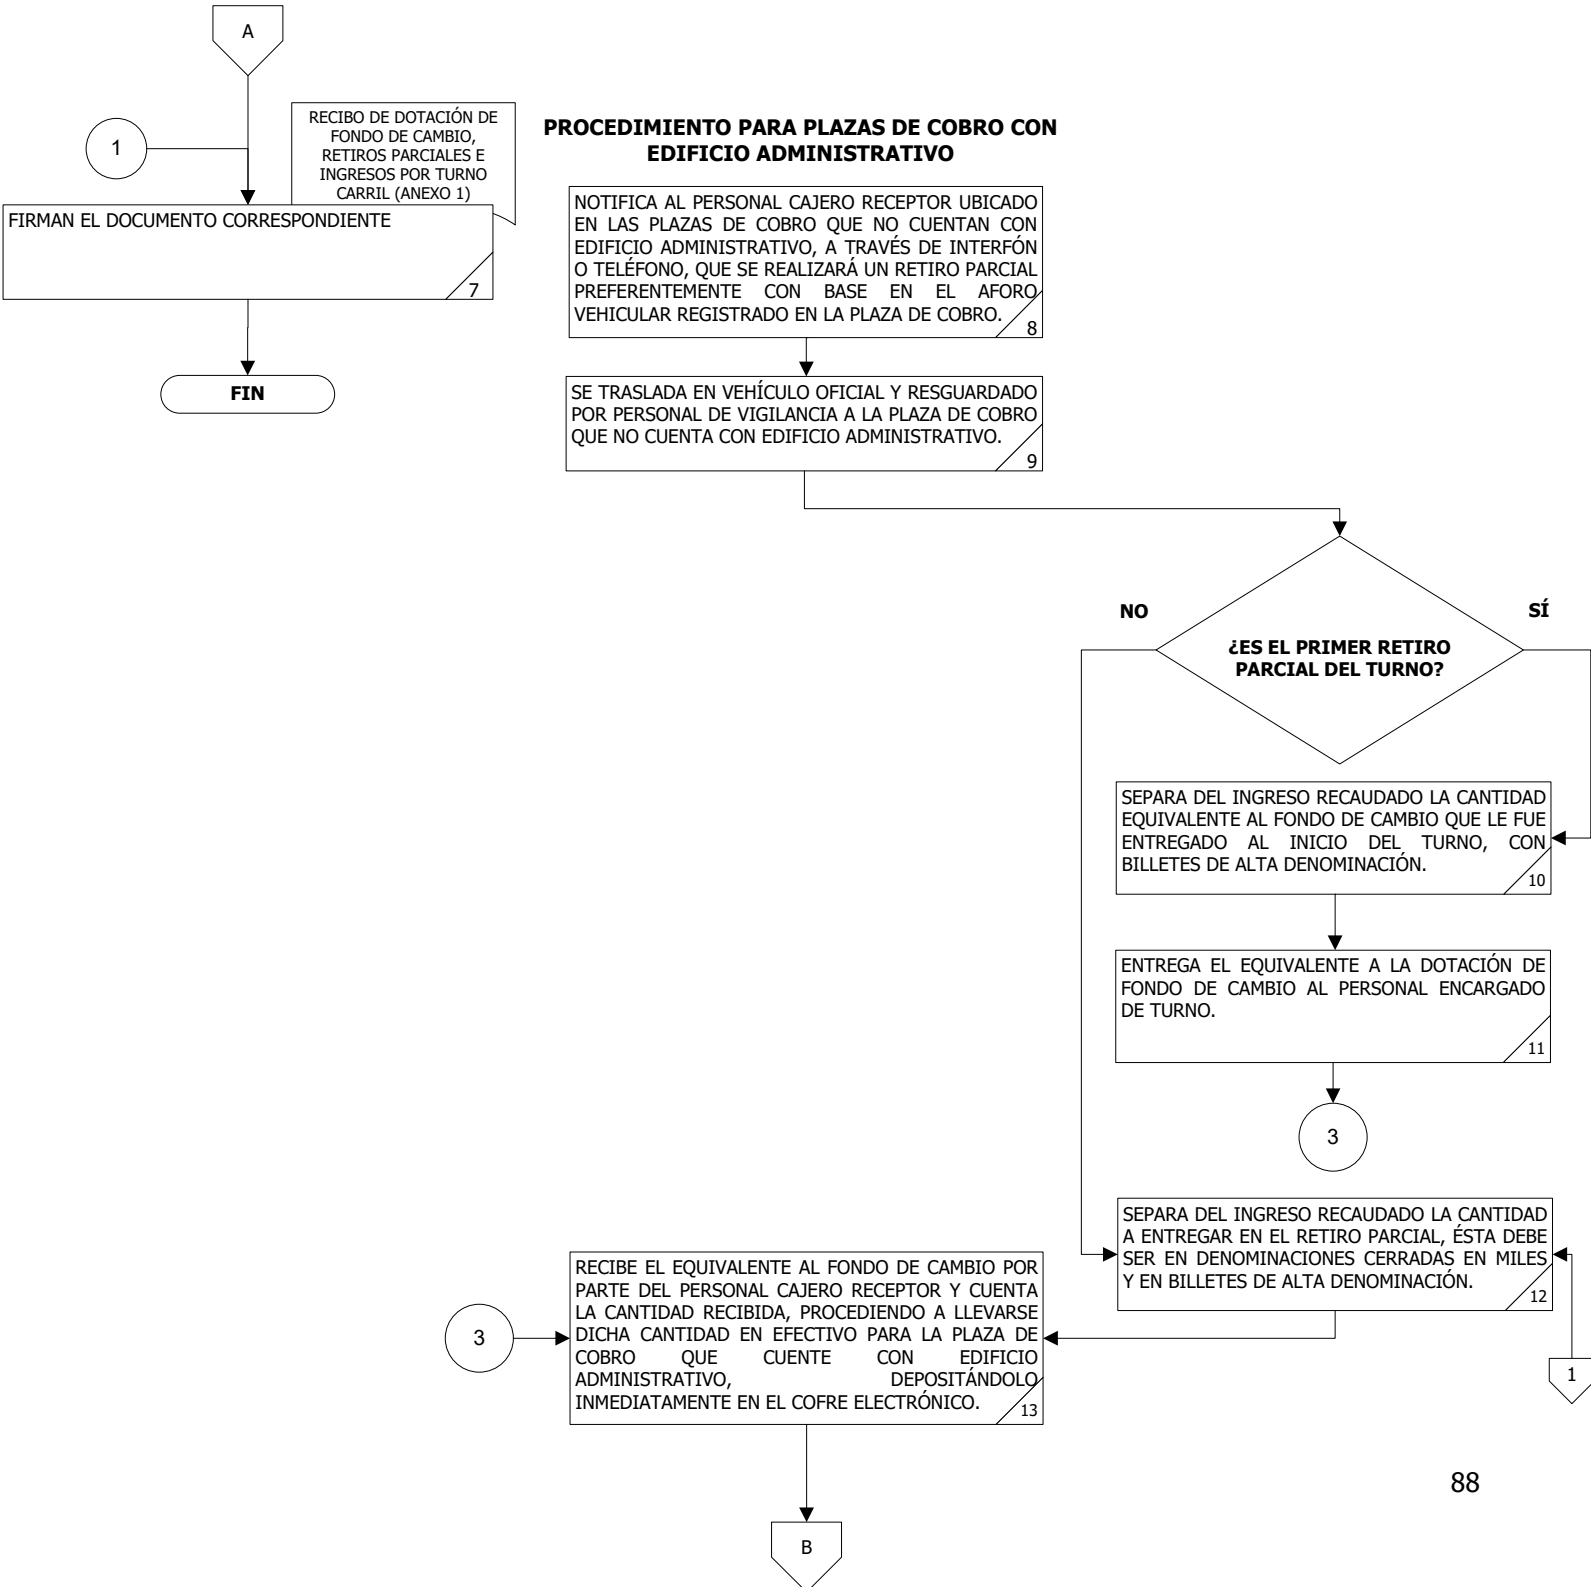 A
1
RECIBO DE DOTACIÓN DE
FONDO DE CAMBIO,
RETIROS PARCIALES E
INGRESOS POR TURNO
CARRIL (ANEXO 1)
FIRMAN EL DOCUMENTO CORRESPONDIENTE
7
FIN
PROCEDIMIENTO PARA PLAZAS DE COBRO CON
EDIFICIO ADMINISTRATIVO
NOTIFICA AL PERSONAL CAJERO RECEPTOR UBICADO
EN LAS PLAZAS DE COBRO QUE NO CUENTAN CON
EDIFICIO ADMINISTRATIVO, A TRAVÉS DE INTERFÓN
O TELÉFONO, QUE SE REALIZARÁ UN RETIRO PARCIAL
PREFERENTEMENTE CON BASE EN EL AFORO
VEHICULAR REGISTRADO EN LA PLAZA DE COBRO.
8
SE TRASLADA EN VEHÍCULO OFICIAL Y RESGUARDADO
POR PERSONAL DE VIGILANCIA A LA PLAZA DE COBRO
QUE NO CUENTA CON EDIFICIO ADMINISTRATIVO.
9
NO
SÍ
¿ES EL PRIMER RETIRO
PARCIAL DEL TURNO?
SEPARA DEL INGRESO RECAUDADO LA CANTIDAD
EQUIVALENTE AL FONDO DE CAMBIO QUE LE FUE
ENTREGADO AL INICIO DEL TURNO, CON
BILLETES DE ALTA DENOMINACIÓN.
10
ENTREGA EL EQUIVALENTE A LA DOTACIÓN DE
FONDO DE CAMBIO AL PERSONAL ENCARGADO
DE TURNO.
11
3
SEPARA DEL INGRESO RECAUDADO LA CANTIDAD
A ENTREGAR EN EL RETIRO PARCIAL, ÉSTA DEBE
SER EN DENOMINACIONES CERRADAS EN MILES
Y EN BILLETES DE ALTA DENOMINACIÓN.
12
1
3
RECIBE EL EQUIVALENTE AL FONDO DE CAMBIO POR
PARTE DEL PERSONAL CAJERO RECEPTOR Y CUENTA
LA CANTIDAD RECIBIDA, PROCEDIENDO A LLEVARSE
DICHA CANTIDAD EN EFECTIVO PARA LA PLAZA DE
COBRO QUE CUENTE CON EDIFICIO
ADMINISTRATIVO, DEPOSITÁNDOLO
INMEDIATAMENTE EN EL COFRE ELECTRÓNICO.
13
B
88